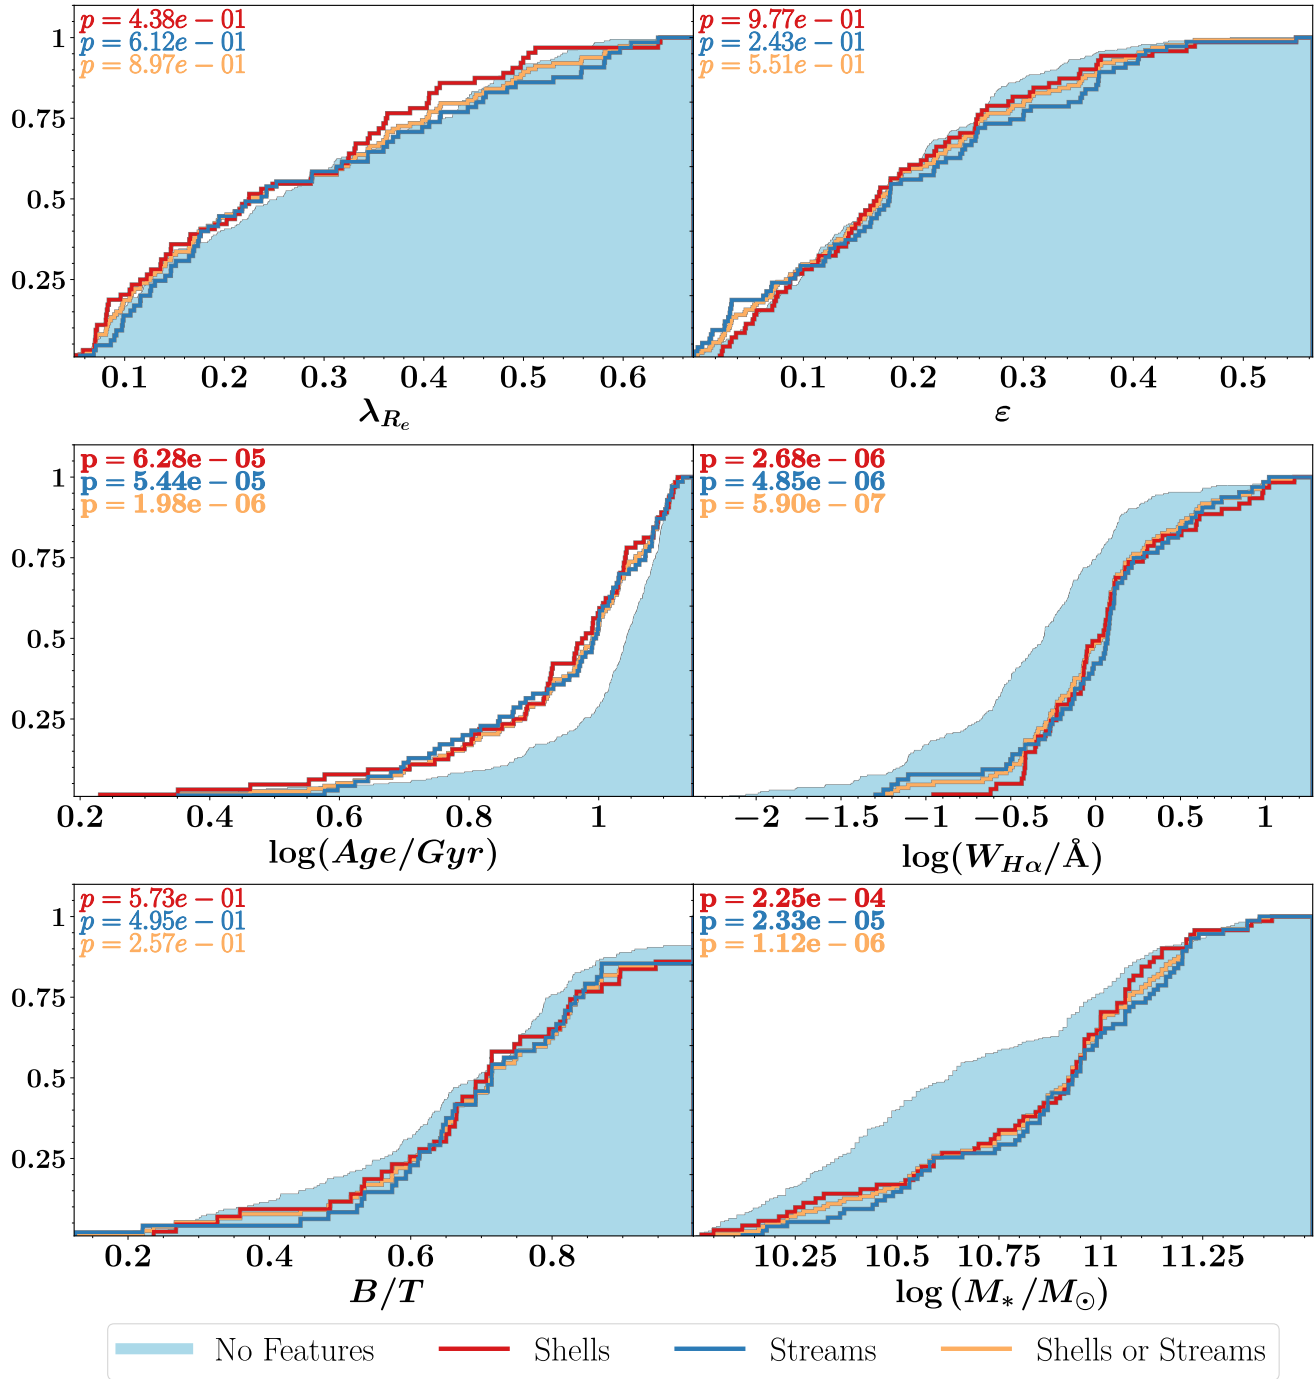 p = 4.38e − 01
p = 6.12e − 01
p = 8.97e − 01
p = 9.77e − 01
p = 2.43e − 01
p = 5.51e − 01
1
0.75
0.5
0.25
0.1 0.2 0.3 0.4 0.5 0.6
0.1 0.2 0.3 0.4 0.5
λ_{R_e}
ε
p = 6.28e − 05
p = 5.44e − 05
p = 1.98e − 06
p = 2.68e − 06
p = 4.85e − 06
p = 5.90e − 07
1
0.75
0.5
0.25
0.2 0.4 0.6 0.8 1
−2 −1.5 −1 −0.5 0 0.5 1
log(Age/Gyr)
log(W_{Hα}/Å)
p = 5.73e − 01
p = 4.95e − 01
p = 2.57e − 01
p = 2.25e − 04
p = 2.33e − 05
p = 1.12e − 06
1
0.75
0.5
0.25
0.2 0.4 0.6 0.8
10.25 10.5 10.75 11 11.25
B/T
log (M_*/M_⊙)
No Features Shells Streams Shells or Streams